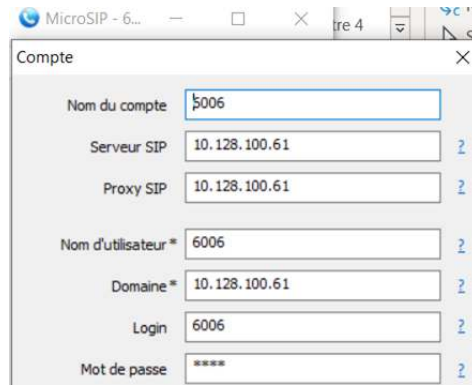 MicroSIP - 6...
tre 4
Compte
Nom du compte 6006
Serveur SIP 10.128.100.61 ?
Proxy SIP 10.128.100.61 ?
Nom d'utilisateur * 6006 ?
Domaine * 10.128.100.61 ?
Login 6006 ?
Mot de passe **** ?